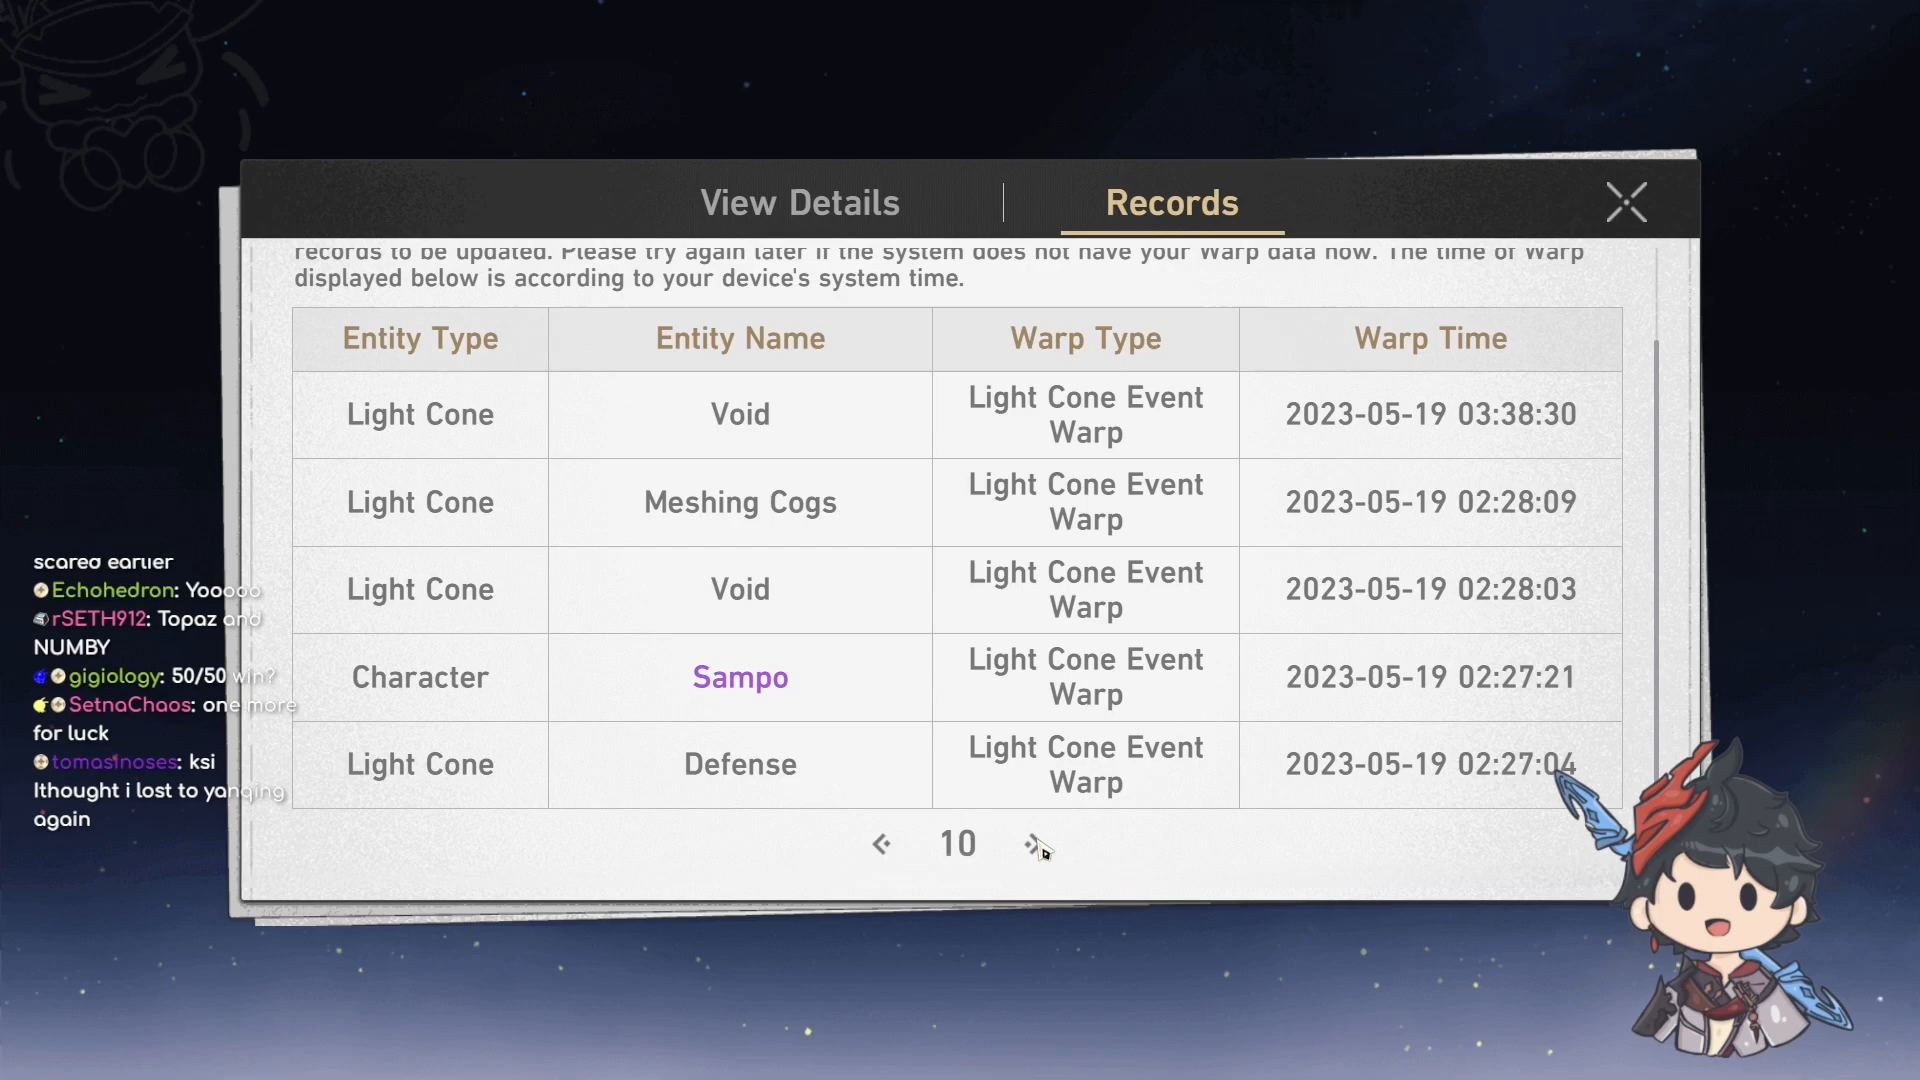 View Details
Records
records to be updated. Please try again later if the system does not have your Warp data now. The time of Warp
displayed below is according to your device's system time.
Entity Type Entity Name Warp Type Warp Time
Light Cone Void Light Cone Event Warp 2023-05-19 03:38:30
Light Cone Meshing Cogs Light Cone Event Warp 2023-05-19 02:28:09
Light Cone Void Light Cone Event Warp 2023-05-19 02:28:03
Character Sampo Light Cone Event Warp 2023-05-19 02:27:21
Light Cone Defense Light Cone Event Warp 2023-05-19 02:27:04
10
scared earlier
Echohedron: Yooooo
rSETH912: Topaz and
NUMBY
gigiology: 50/50 win?
SetnaChaos: one more
for luck
tomasinoses: ksi
Ithought i lost to yanqing
again